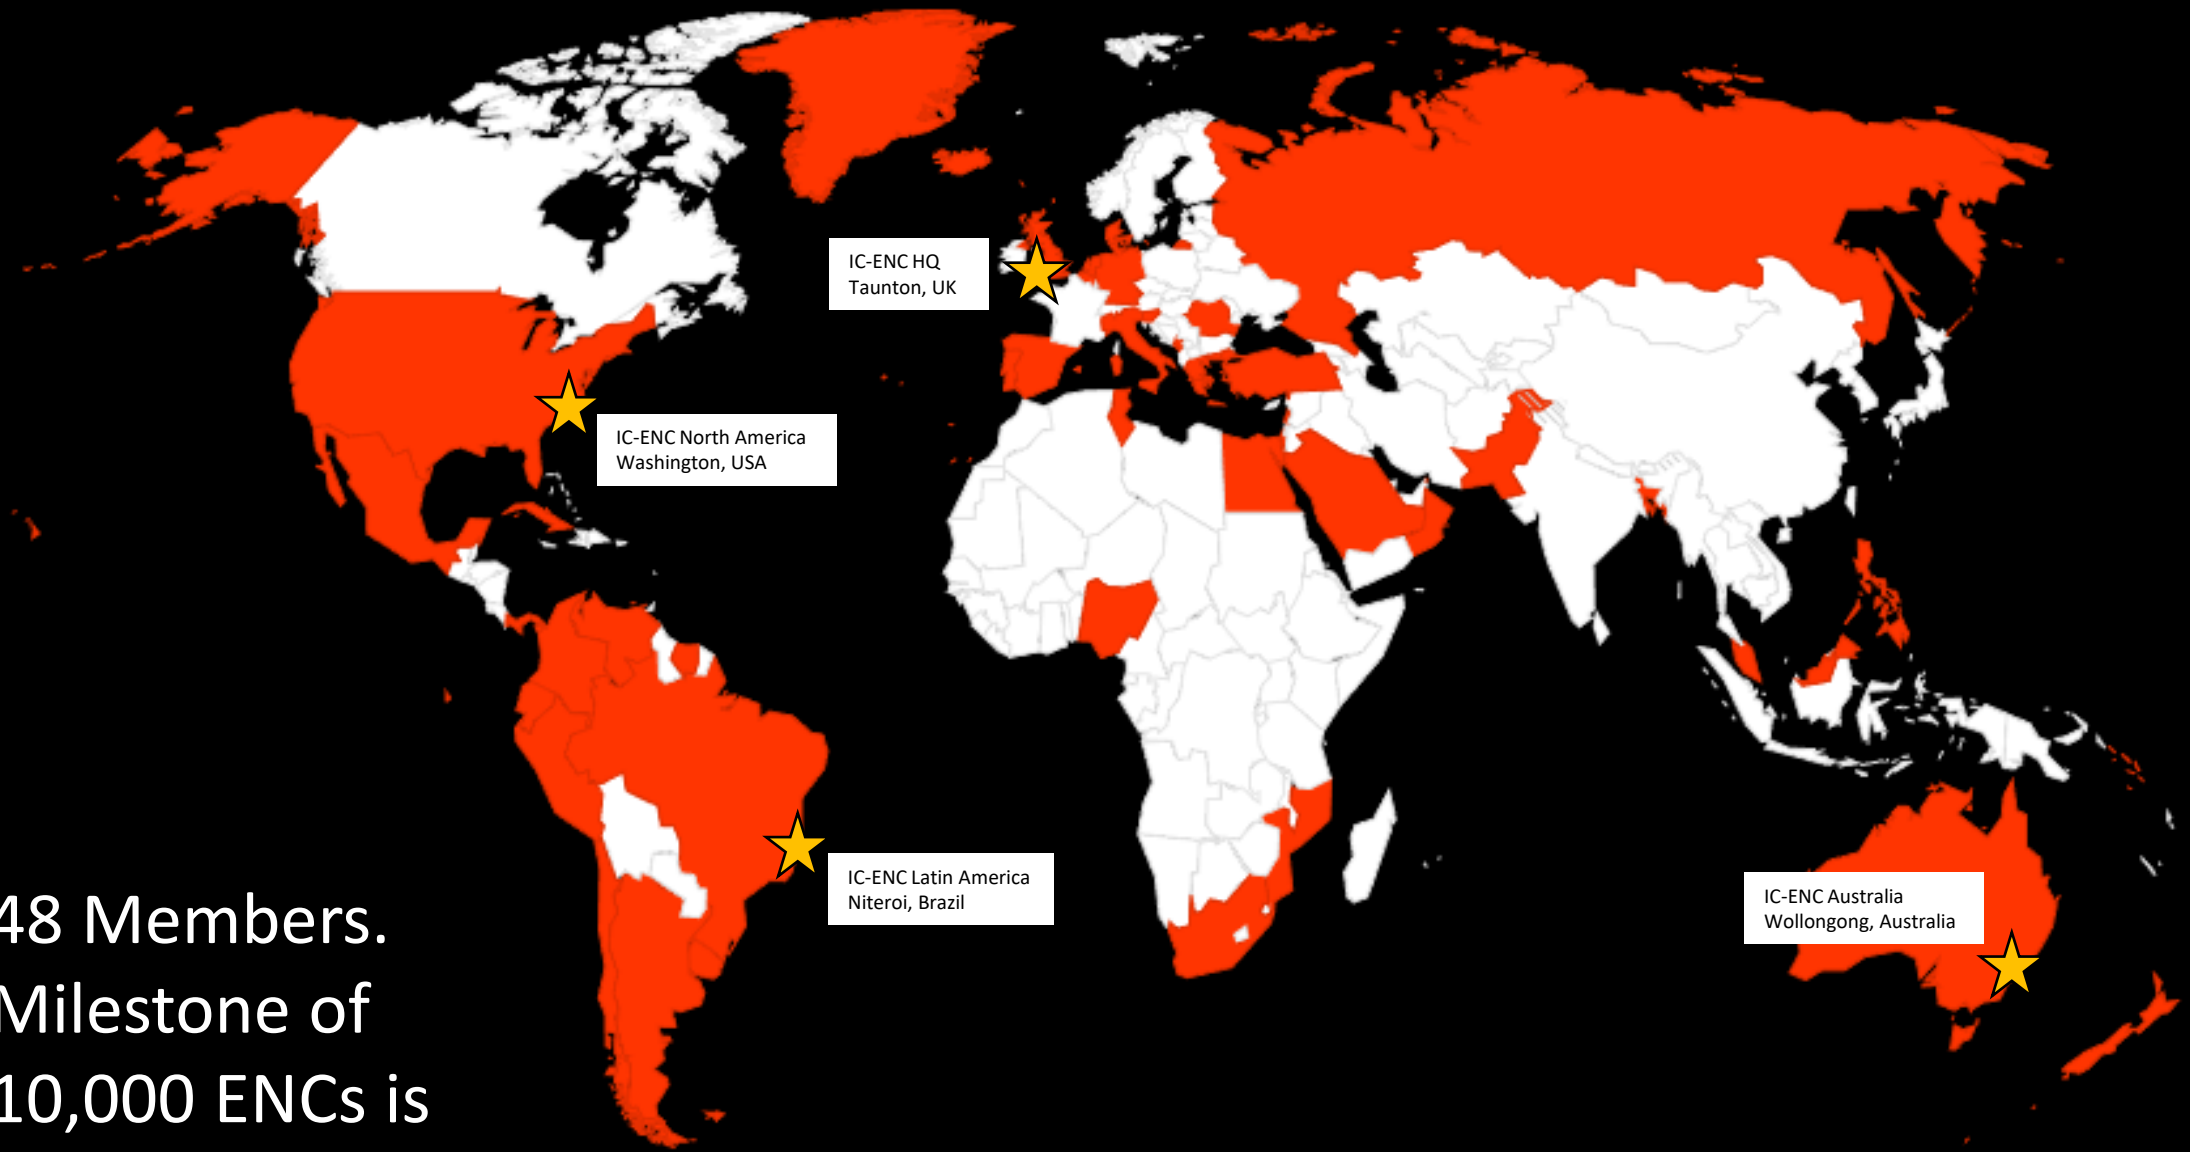 IC-ENC HQ
Taunton, UK
IC-ENC North America
Washington, USA
IC-ENC Latin America
Niteroi, Brazil
IC-ENC Australia
Wollongong, Australia
48 Members.
Milestone of
10,000 ENCs is